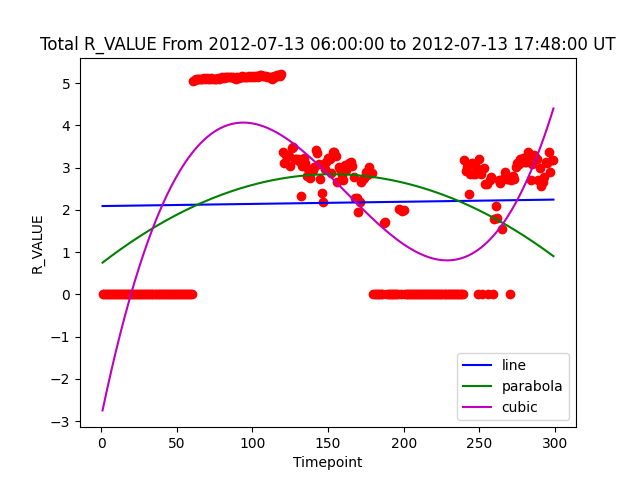 Total R_VALUE From 2012-07-13 06:00:00 to 2012-07-13 17:48:00 UT
5
4
3
2
1
0
−1
−2
−3
R_VALUE
line
parabola
cubic
0 50 100 150 200 250 300
Timepoint